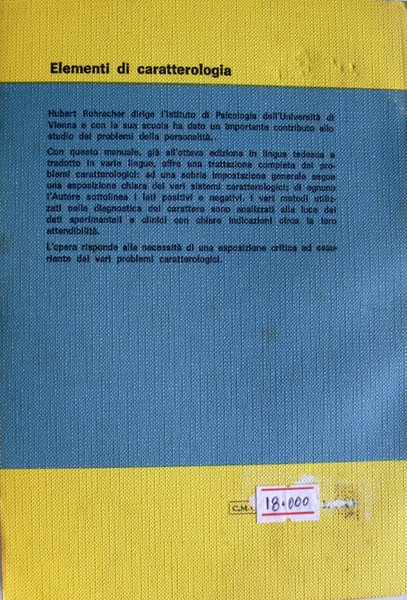 Elementi di caratterologia
Hubert Rohracher dirige l'Istituto di Psicologia dell'Università di
Vienna e con la sua scuola ha dato un importante contributo allo
studio dei problemi della personalità.
Con questo manuale, già all'ottava edizione in lingua tedesca e
tradotto in varie lingue, offre una trattazione completa dei pro-
blemi caratterologici: ad una sobria impostazione generale segue
una esposizione chiara dei vari sistemi caratterologici; di ognuno
l'Autore sottolinea i lati positivi e negativi. I vari metodi utiliz-
zati nella diagnostica del carattere sono analizzati alla luce dei
dati sperimentali e clinici con chiare indicazioni circa la loro
attendibilità.
L'opera risponde alla necessità di una esposizione critica ed esau-
riente dei vari problemi caratterologici.
C.M.
18.000